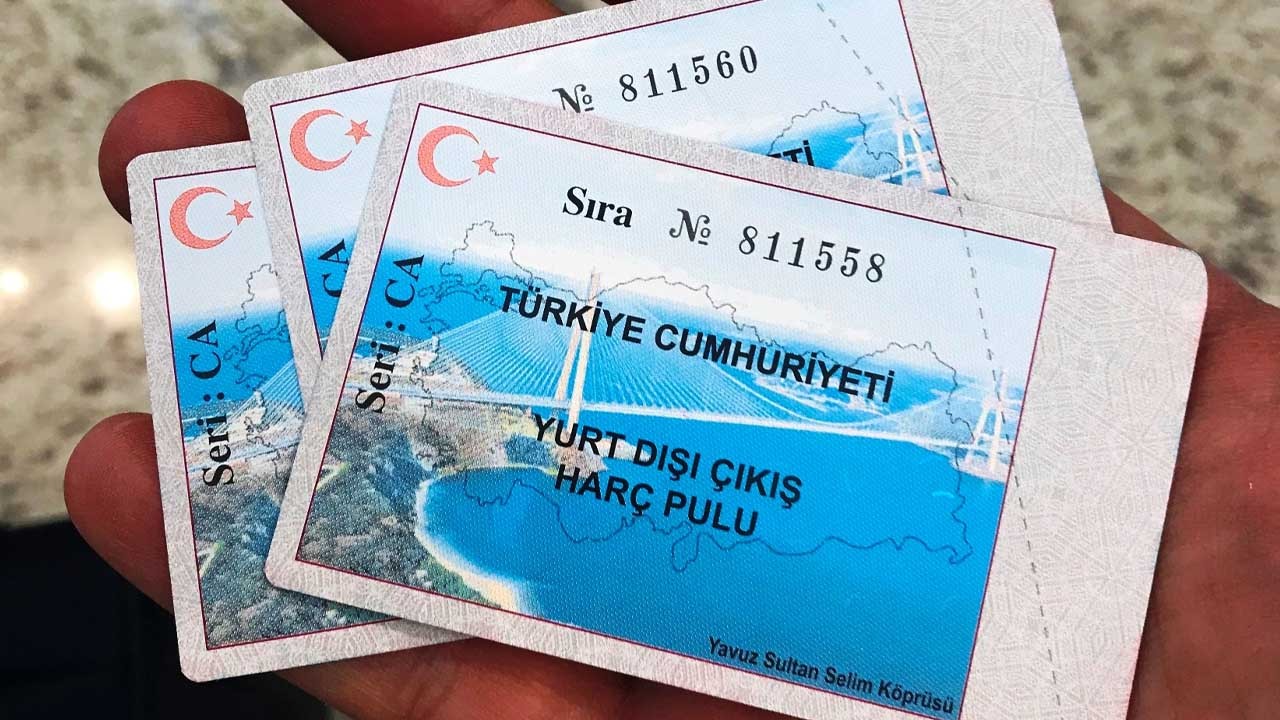 № 811560
Sıra № 811558
Seri : CA
TÜRKİYE CUMHURİYETİ
YURT DIŞI ÇIKIŞ
HARÇ PULU
Yavuz Sultan Selim Köprüsü
CA
Seri : CA